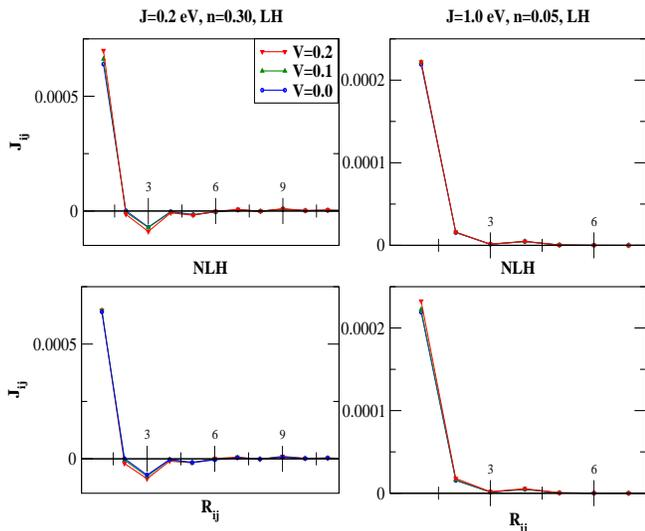 J=0.2 eV, n=0.30, LH
J=1.0 eV, n=0.05, LH
V=0.2
V=0.1
V=0.0
0.0005
0
J_ij
3
6
9
0.0002
0.0001
0
3
6
NLH
NLH
0.0005
0
J_ij
3
6
9
R_ij
0.0002
0.0001
0
3
6
R_ij